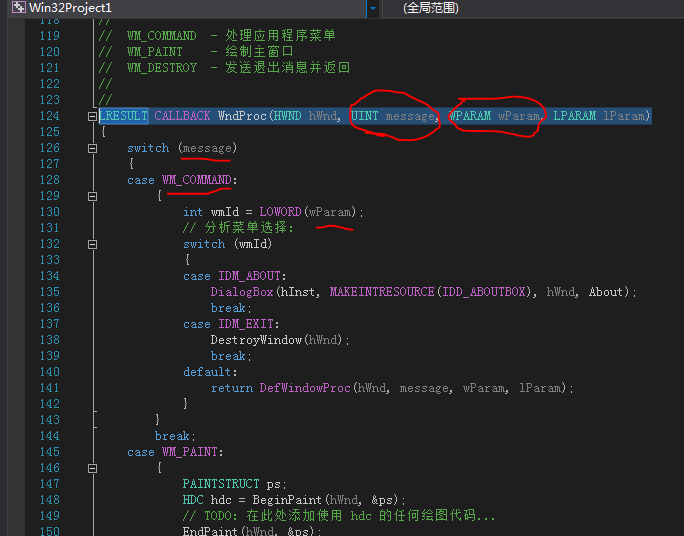 Win32Project1 (全局范围)
118 //
119 // WM_COMMAND - 处理应用程序菜单
120 // WM_PAINT - 绘制主窗口
121 // WM_DESTROY - 发送退出消息并返回
122 //
123 //
124 LRESULT CALLBACK WndProc(HWND hWnd, UINT message, WPARAM wParam, LPARAM lParam)
125 {
126 switch (message)
127 {
128 case WM_COMMAND:
129 {
130 int wmId = LOWORD(wParam);
131 // 分析菜单选择:
132 switch (wmId)
133 {
134 case IDM_ABOUT:
135 DialogBox(hInst, MAKEINTRESOURCE(IDD_ABOUTBOX), hWnd, About);
136 break;
137 case IDM_EXIT:
138 DestroyWindow(hWnd);
139 break;
140 default:
141 return DefWindowProc(hWnd, message, wParam, lParam);
142 }
143 }
144 break;
145 case WM_PAINT:
146 {
147 PAINTSTRUCT ps;
148 HDC hdc = BeginPaint(hWnd, &ps);
149 // TODO: 在此处添加使用 hdc 的任何绘图代码...
150 EndPaint(hWnd, &ps);